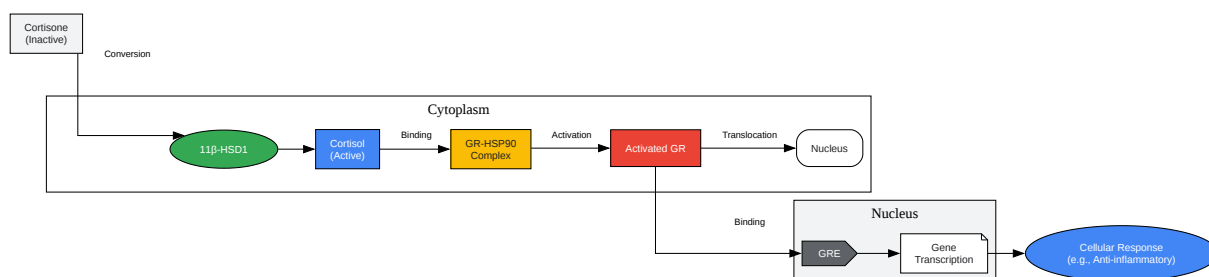 Cortisone
(Inactive)
Conversion
Cytoplasm
11β-HSD1
Cortisol
(Active)
Binding
GR-HSP90
Complex
Activation
Activated GR
Translocation
Nucleus
Binding
Nucleus
GRE
Gene
Transcription
Cellular Response
(e.g., Anti-inflammatory)